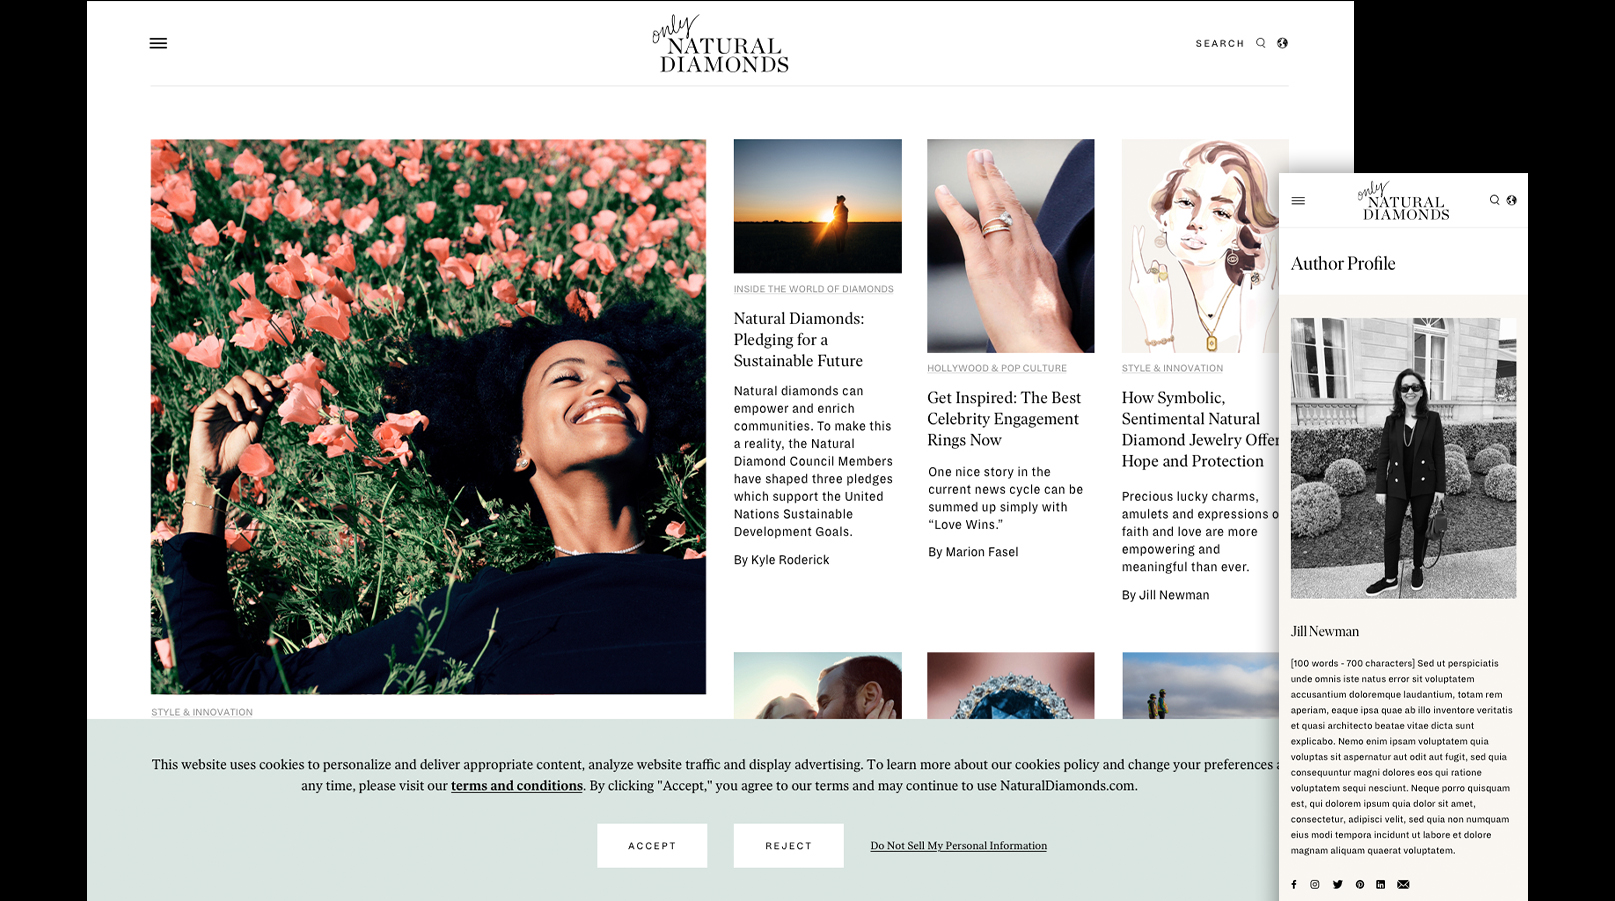 only
NATURAL
DIAMONDS
SEARCH
INSIDE THE WORLD OF DIAMONDS
Natural Diamonds:
Pledging for a
Sustainable Future
Natural diamonds can
empower and enrich
communities. To make this
a reality, the Natural
Diamond Council Members
have shaped three pledges
which support the United
Nations Sustainable
Development Goals.
By Kyle Roderick
HOLLYWOOD & POP CULTURE
Get Inspired: The Best
Celebrity Engagement
Rings Now
One nice story in the
current news cycle can be
summed up simply with
“Love Wins.”
By Marion Fasel
STYLE & INNOVATION
How Symbolic,
Sentimental Natural
Diamond Jewelry Offer
Hope and Protection
Precious lucky charms,
amulets and expressions o
faith and love are more
empowering and
meaningful than ever.
By Jill Newman
STYLE & INNOVATION
This website uses cookies to personalize and deliver appropriate content, analyze website traffic and display advertising. To learn more about our cookies policy and change your preferences
any time, please visit our terms and conditions. By clicking "Accept," you agree to our terms and may continue to use NaturalDiamonds.com.
ACCEPT
REJECT
Do Not Sell My Personal Information
only
NATURAL
DIAMONDS
Author Profile
Jill Newman
[100 words - 700 characters] Sed ut perspiciatis
unde omnis iste natus error sit voluptatem
accusantium doloremque laudantium, totam rem
aperiam, eaque ipsa quae ab illo inventore veritatis
et quasi architecto beatae vitae dicta sunt
explicabo. Nemo enim ipsam voluptatem quia
voluptas sit aspernatur aut odit aut fugit, sed quia
consequuntur magni dolores eos qui ratione
voluptatem sequi nesciunt. Neque porro quisquam
est, qui dolorem ipsum quia dolor sit amet,
consectetur, adipisci velit, sed quia non numquam
eius modi tempora incidunt ut labore et dolore
magnam aliquam quaerat voluptatem.